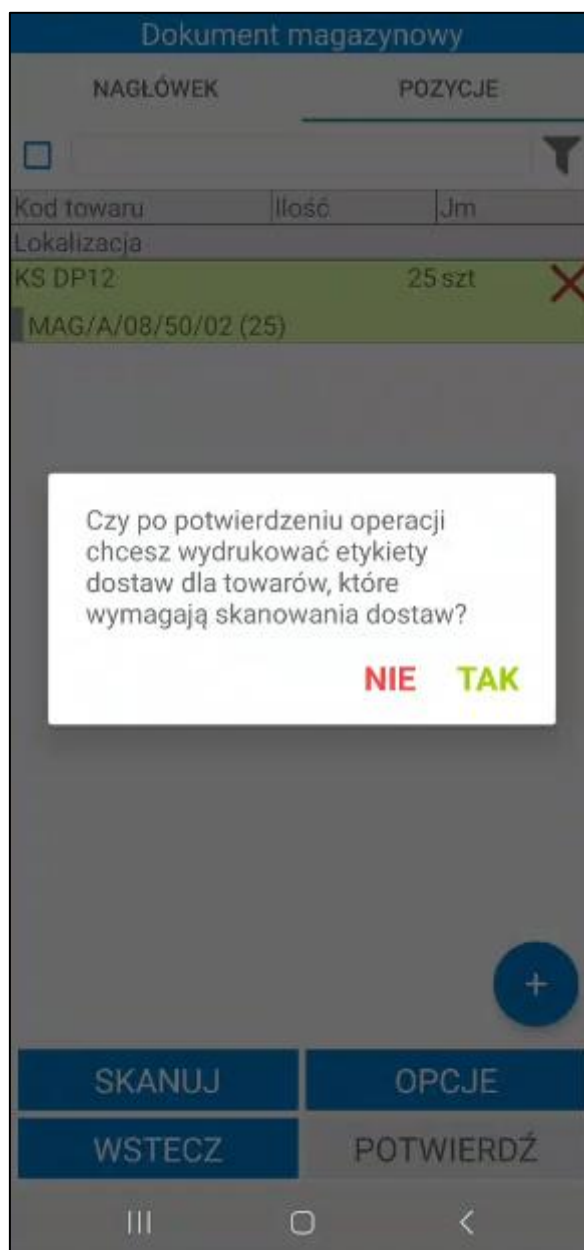 Dokument magazynowy
NAGŁÓWEK POZYCJE
Kod towaru Ilość Jm
Lokalizacja
KS DP12 25 szt
MAG/A/08/50/02 (25)
Czy po potwierdzeniu operacji
chcesz wydrukować etykiety
dostaw dla towarów, które
wymagają skanowania dostaw?
NIE TAK
+
SKANUJ OPCJE
WSTECZ POTWIERDŹ